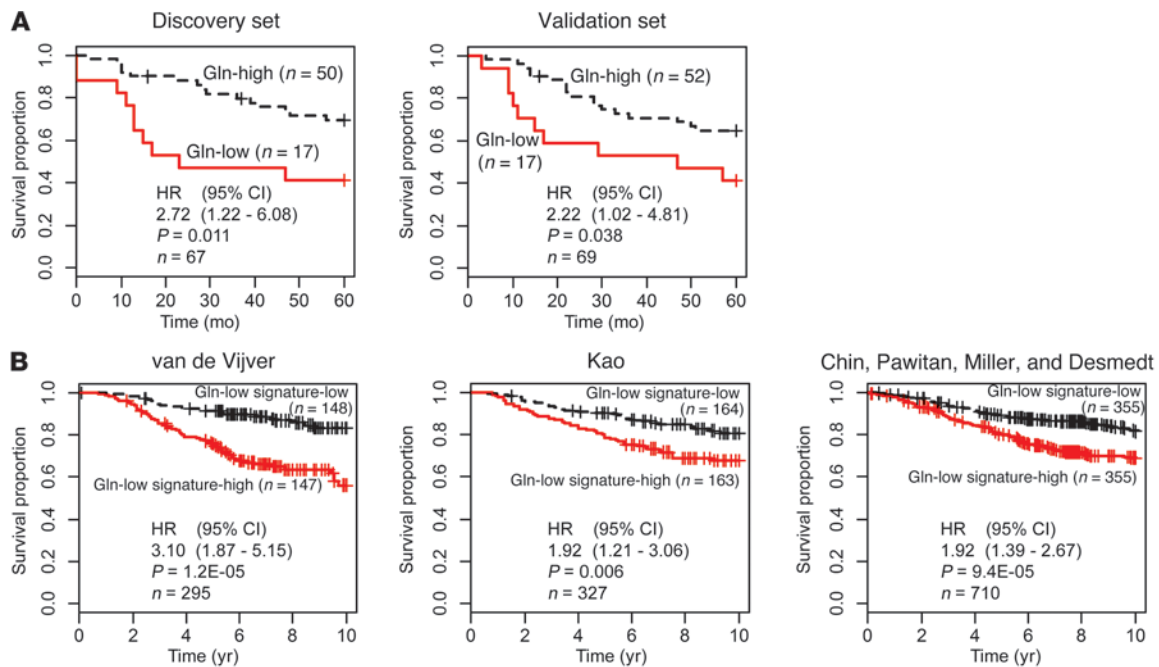 A
Discovery set
Survival proportion
1.0
0.8
0.6
0.4
0.2
0.0
Gln-high (n = 50)
Gln-low (n = 17)
HR (95% CI)
2.72 (1.22 - 6.08)
P = 0.011
n = 67
0 10 20 30 40 50 60
Time (mo)
Validation set
Survival proportion
1.0
0.8
0.6
0.4
0.2
0.0
Gln-high (n = 52)
Gln-low
(n = 17)
HR (95% CI)
2.22 (1.02 - 4.81)
P = 0.038
n = 69
0 10 20 30 40 50 60
Time (mo)
B
van de Vijver
Survival proportion
1.0
0.8
0.6
0.4
0.2
0.0
Gln-low signature-low
(n = 148)
Gln-low signature-high (n = 147)
HR (95% CI)
3.10 (1.87 - 5.15)
P = 1.2E-05
n = 295
0 2 4 6 8 10
Time (yr)
Kao
Survival proportion
1.0
0.8
0.6
0.4
0.2
0.0
Gln-low signature-low
(n = 164)
Gln-low signature-high (n = 163)
HR (95% CI)
1.92 (1.21 - 3.06)
P = 0.006
n = 327
0 2 4 6 8 10
Time (yr)
Chin, Pawitan, Miller, and Desmedt
Survival proportion
1.0
0.8
0.6
0.4
0.2
0.0
Gln-low signature-low
(n = 355)
Gln-low signature-high (n = 355)
HR (95% CI)
1.92 (1.39 - 2.67)
P = 9.4E-05
n = 710
0 2 4 6 8 10
Time (yr)